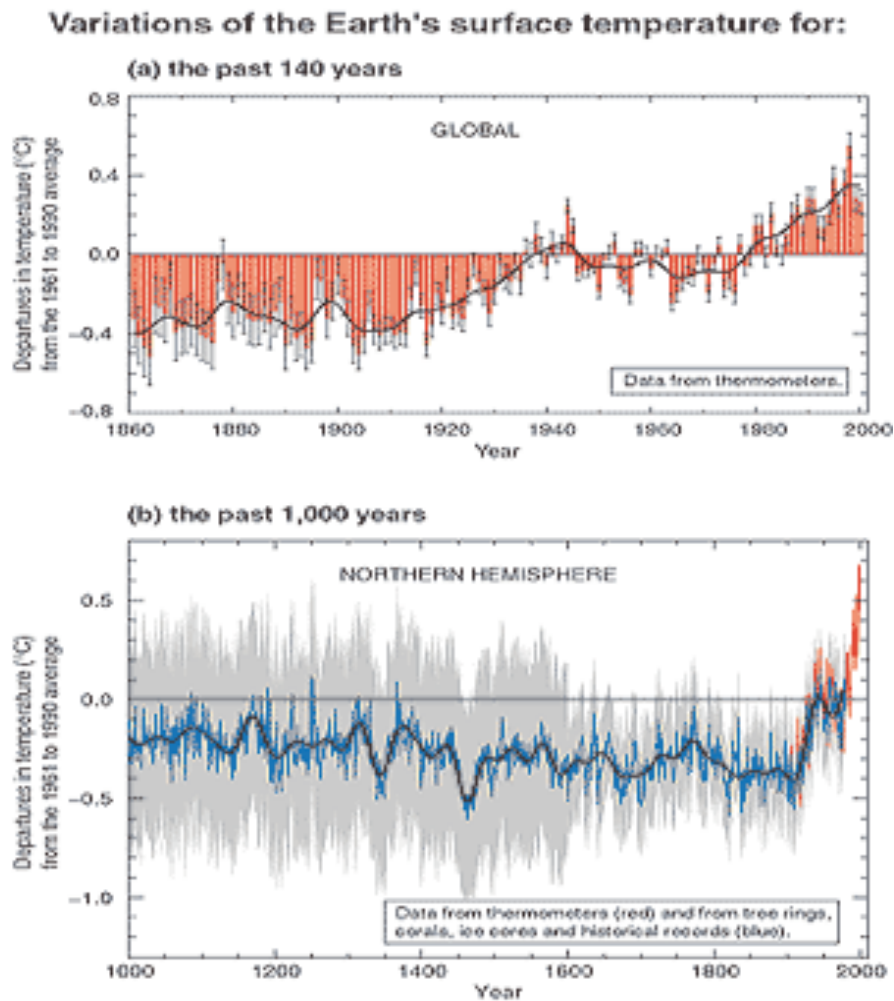 Variations of the Earth's surface temperature for:
(a) the past 140 years
Departures in temperature (°C)
from the 1961 to 1990 average
0.8
0.4
0.0
−0.4
−0.8
GLOBAL
Data from thermometers.
1860 1880 1900 1920 1940 1960 1980 2000
Year
(b) the past 1,000 years
Departures in temperature (°C)
from the 1961 to 1990 average
0.5
0.0
−0.5
−1.0
NORTHERN HEMISPHERE
Data from thermometers (red) and from tree rings,
corals, ice cores and historical records (blue).
1000 1200 1400 1600 1800 2000
Year